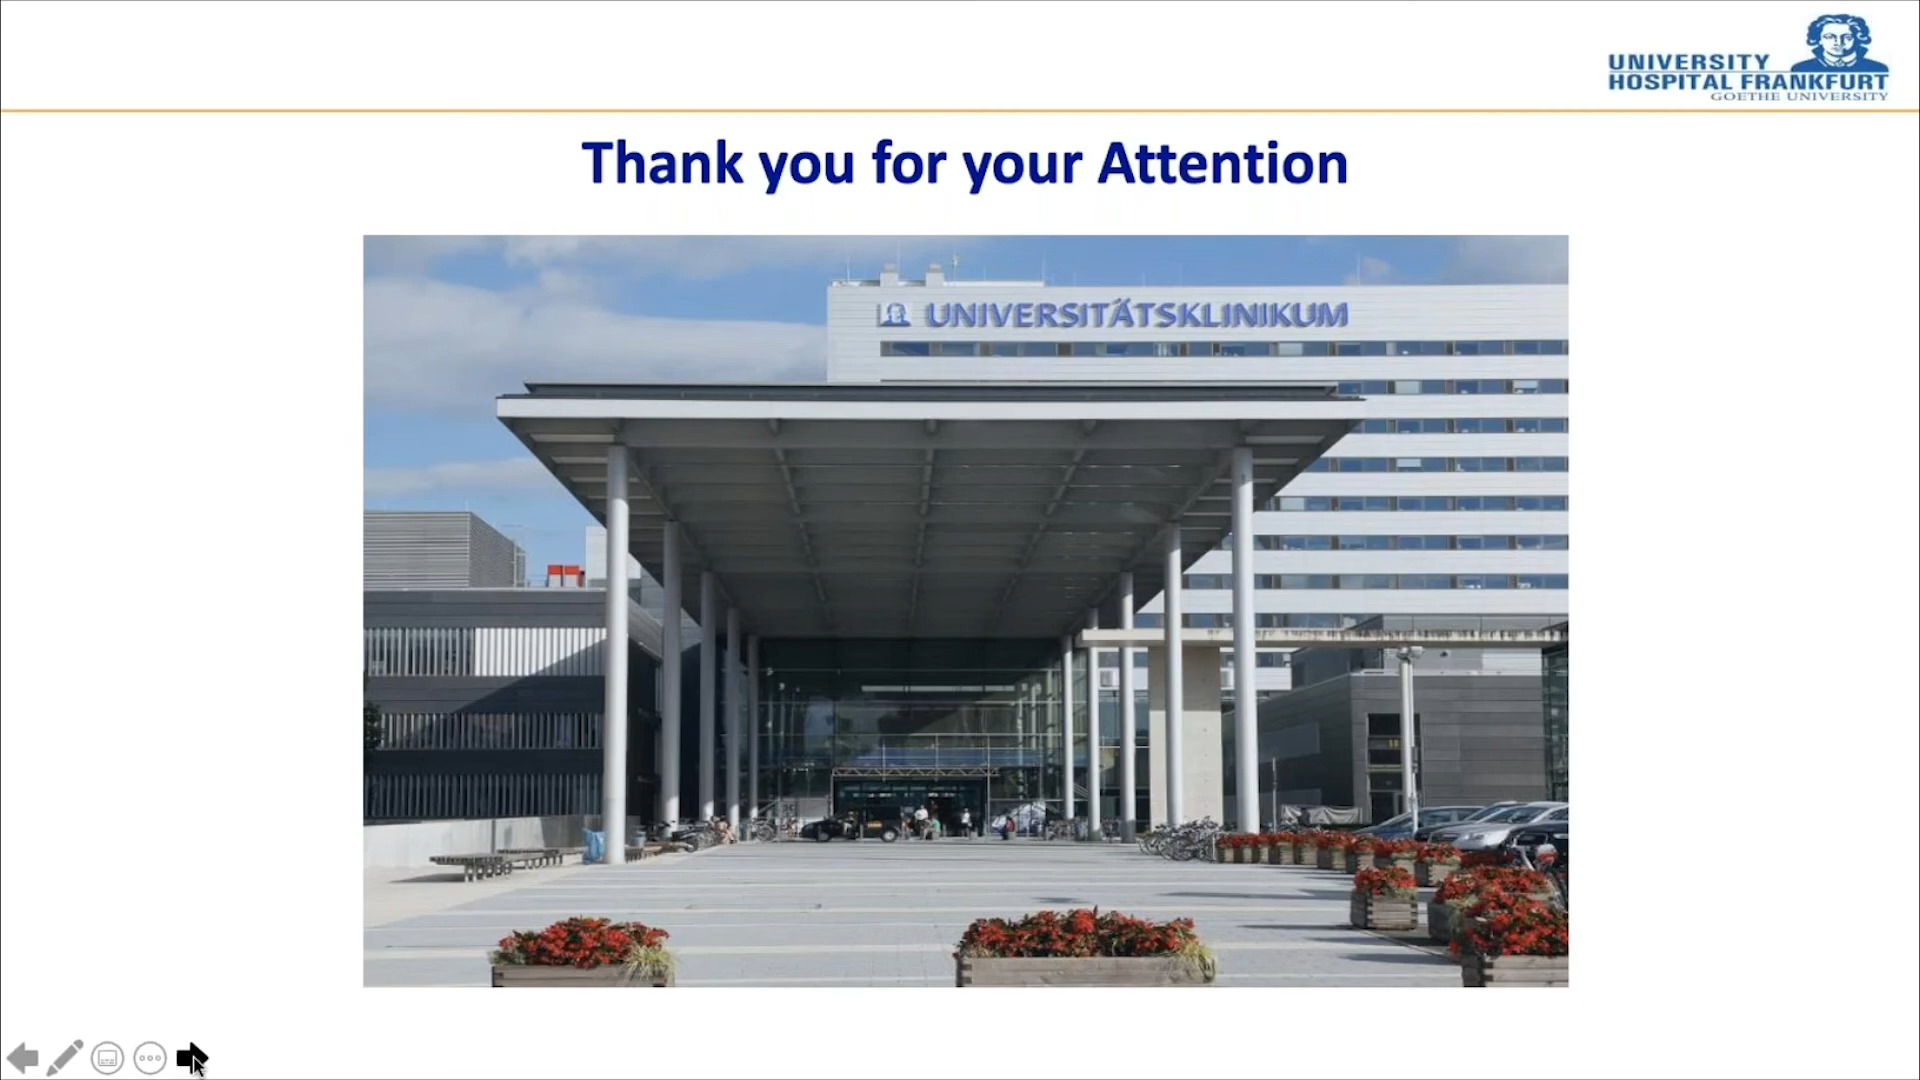 UNIVERSITY
HOSPITAL FRANKFURT
GOETHE UNIVERSITY
Thank you for your Attention
UNIVERSITÄTSKLINIKUM